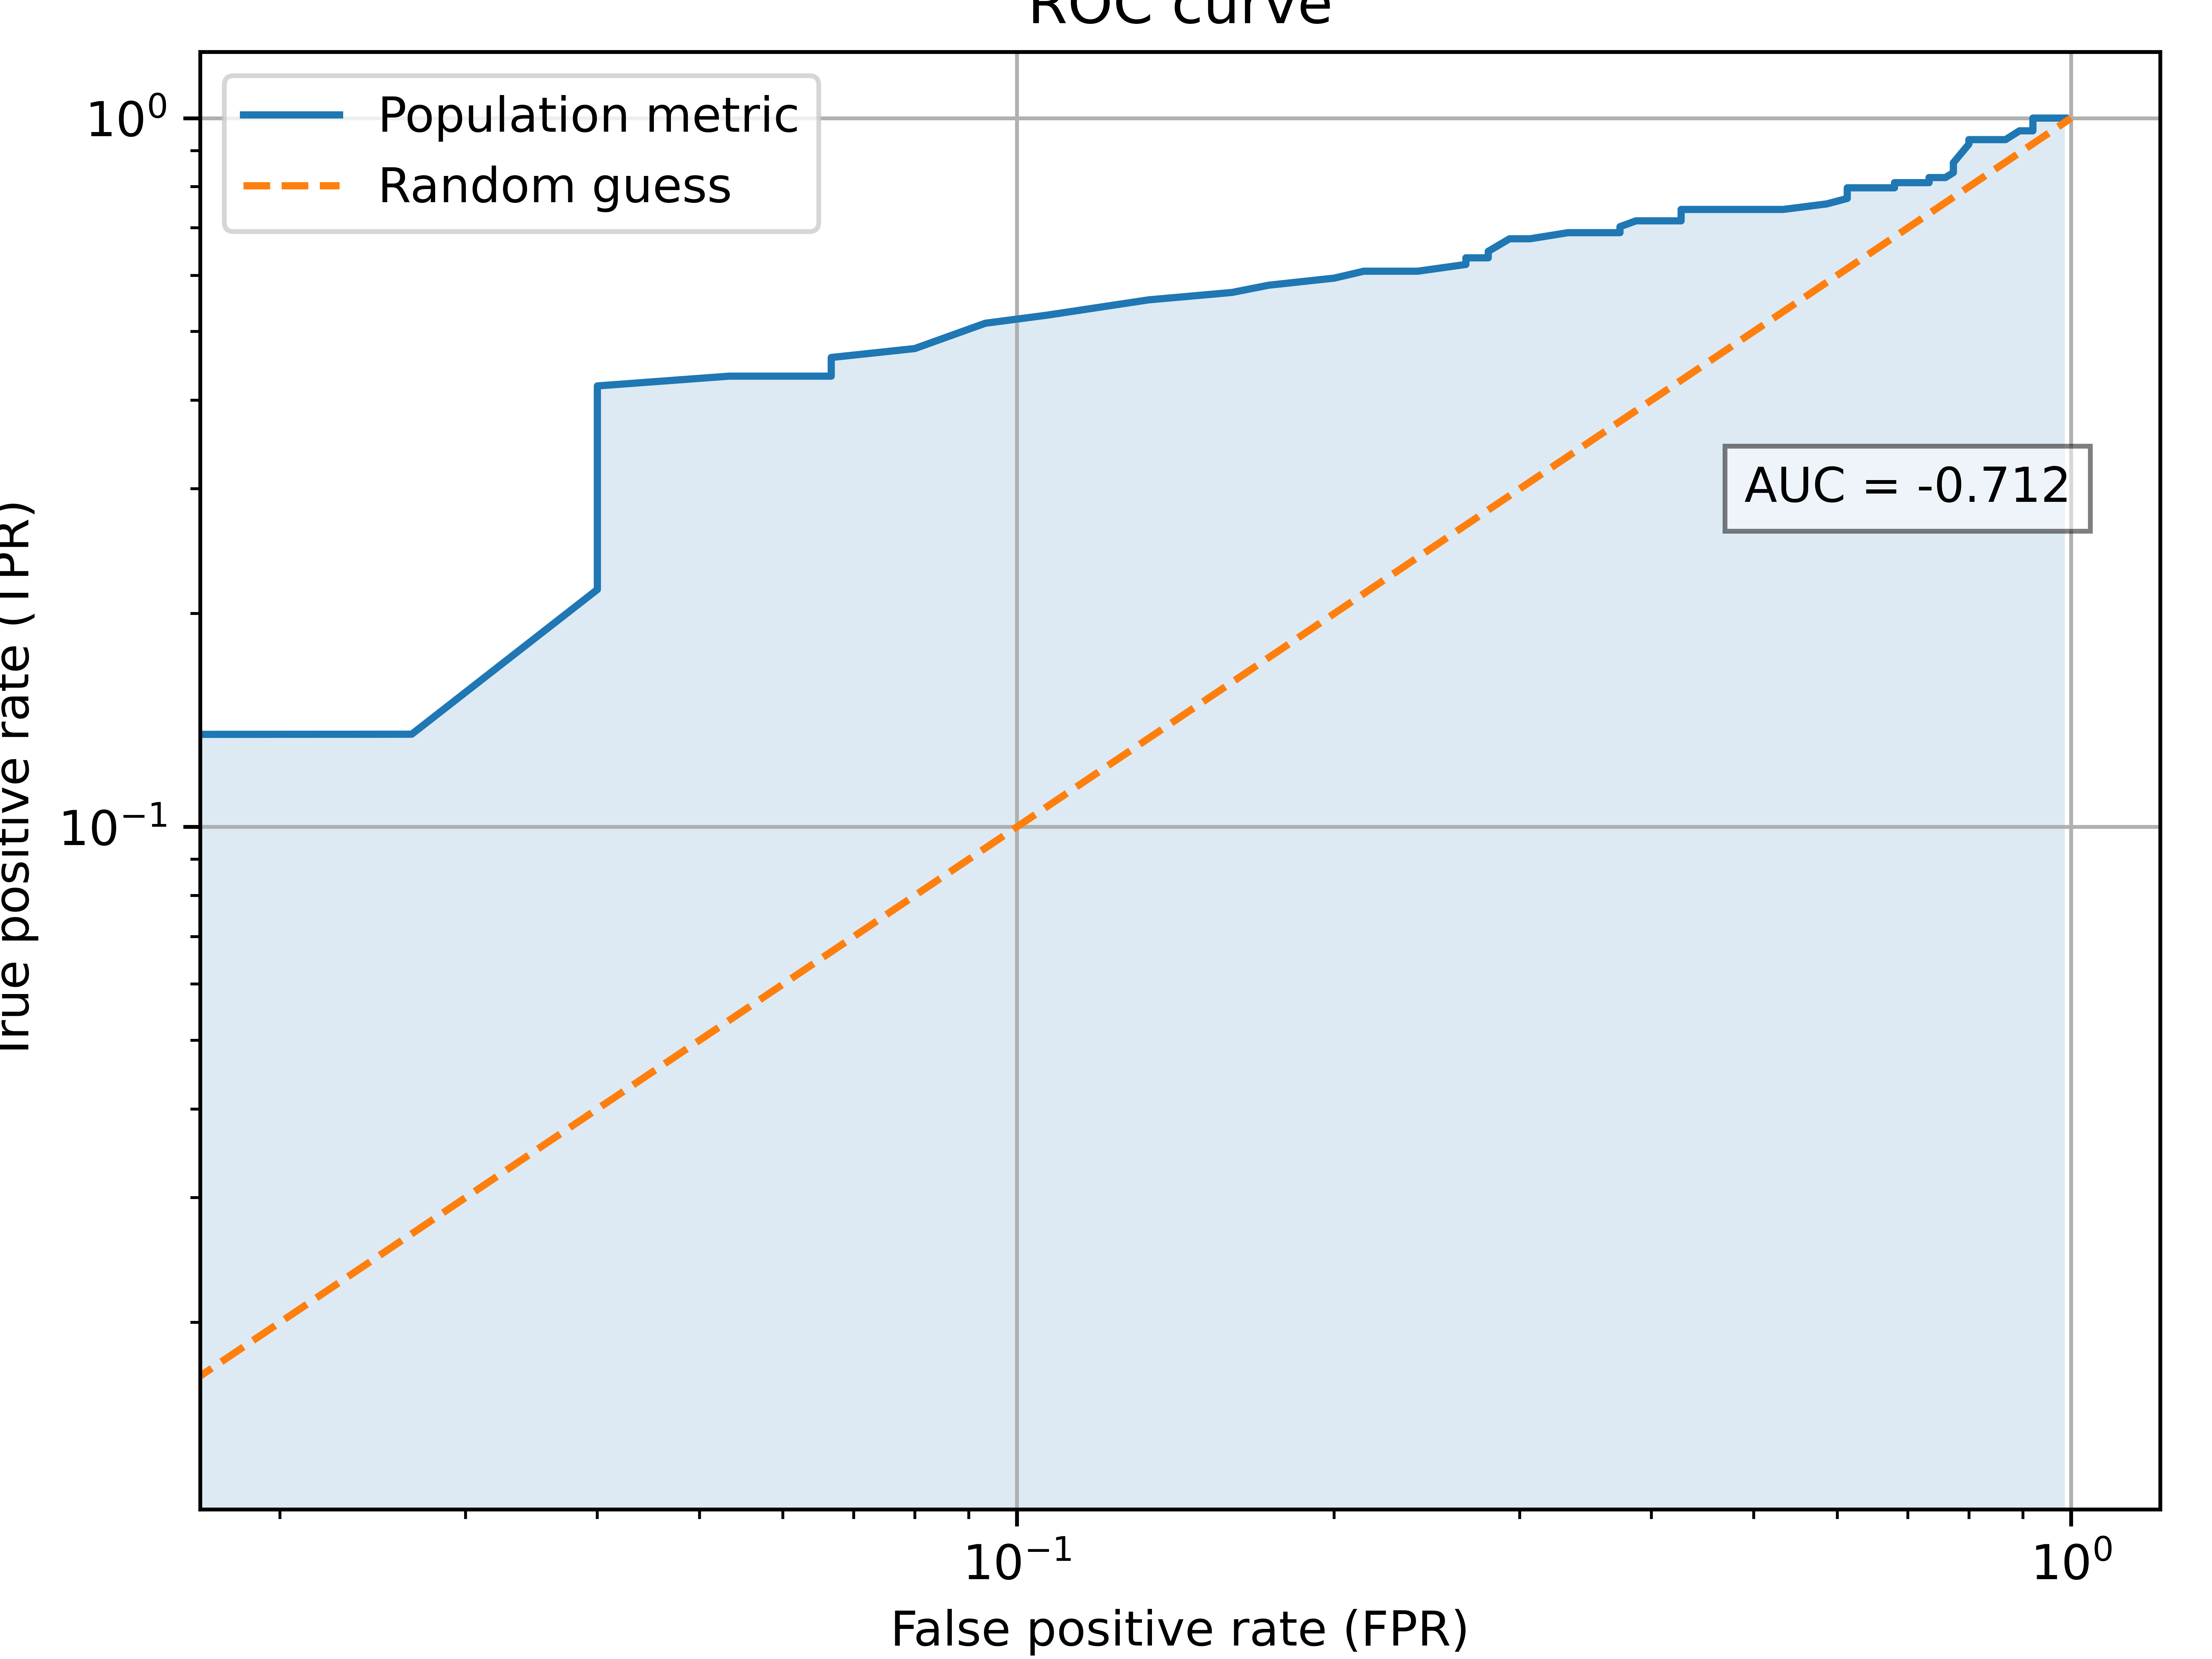 ROC curve
10⁰
Population metric
Random guess
AUC = -0.712
True positive rate (TPR)
10⁻¹
10⁻¹
10⁰
False positive rate (FPR)